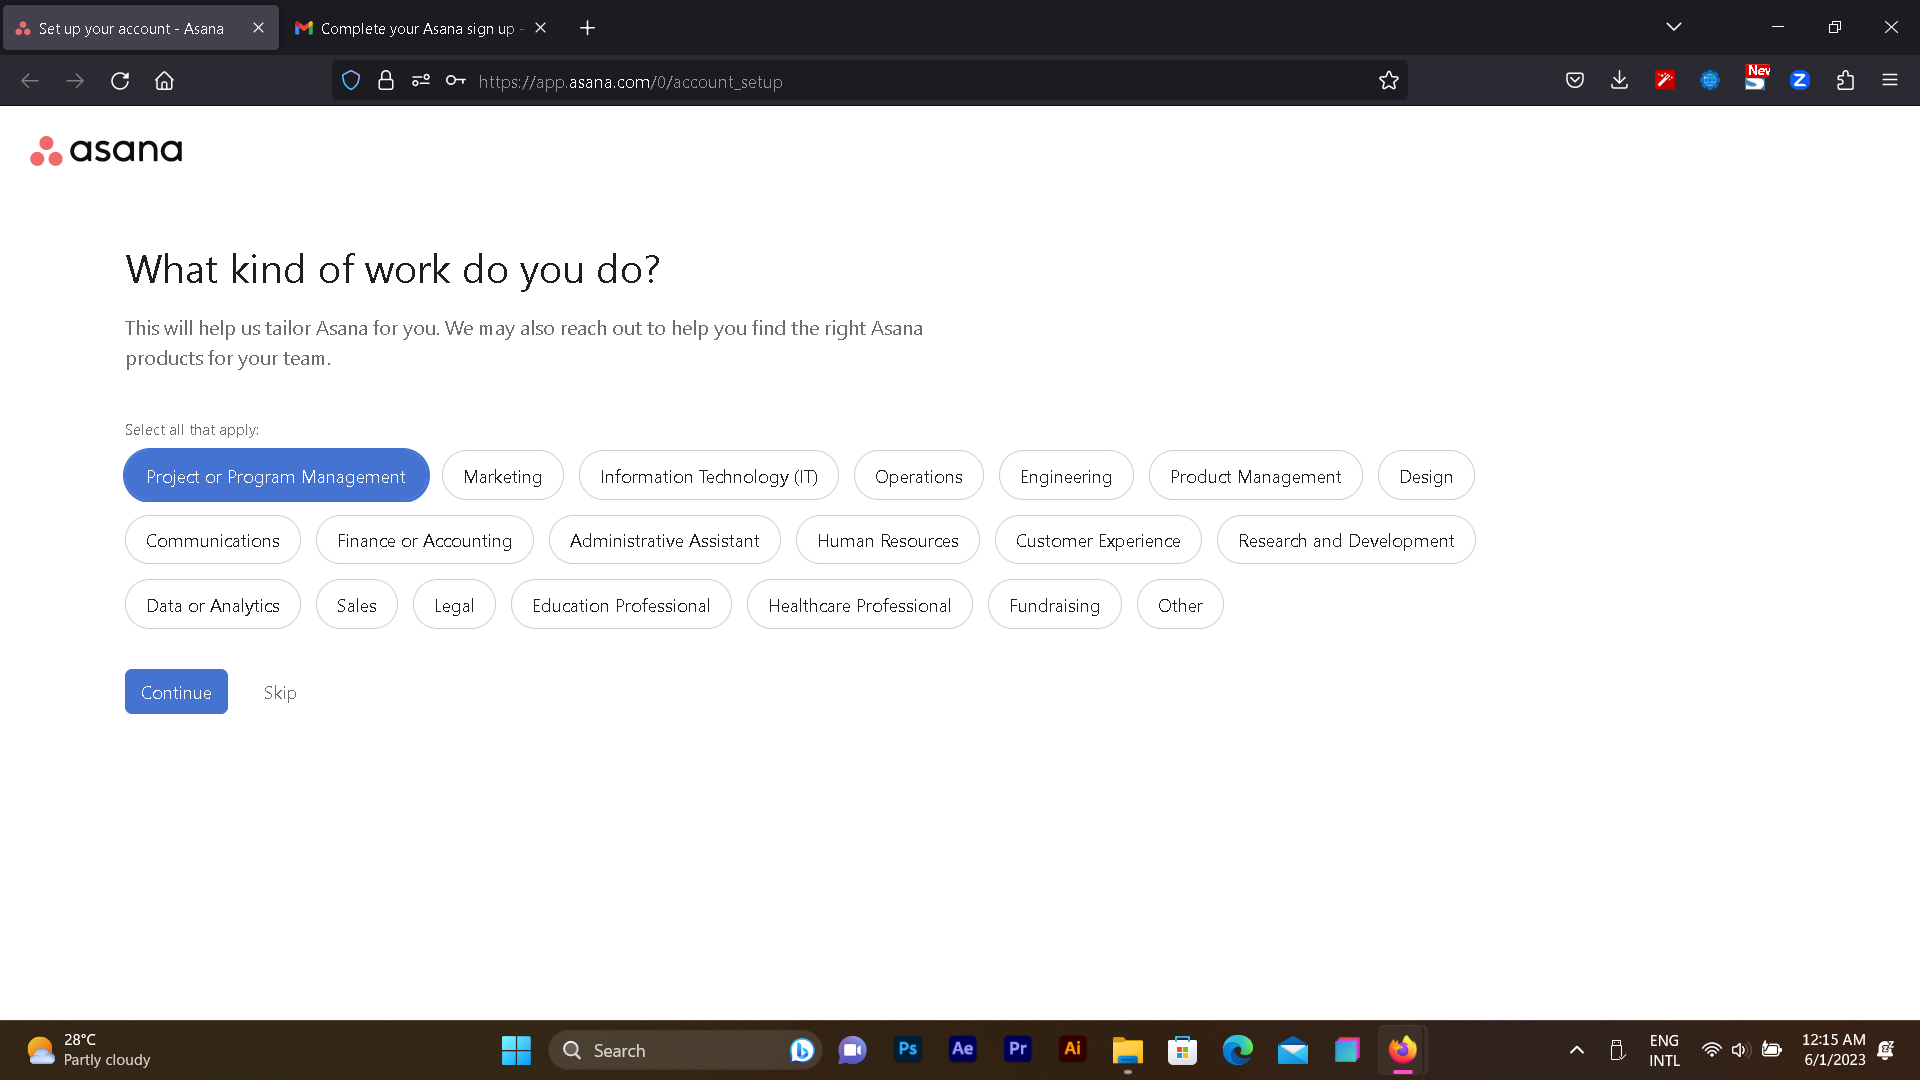 Set up your account - Asana
Complete your Asana sign up -
https://app.asana.com/0/account_setup
New
Z
asana
What kind of work do you do?
This will help us tailor Asana for you. We may also reach out to help you find the right Asana
products for your team.
Select all that apply:
Project or Program Management Marketing Information Technology (IT) Operations Engineering Product Management Design
Communications Finance or Accounting Administrative Assistant Human Resources Customer Experience Research and Development
Data or Analytics Sales Legal Education Professional Healthcare Professional Fundraising Other
Continue Skip
28°C
Partly cloudy
Search
Ps Ae Pr Ai
ENG
INTL
12:15 AM
6/1/2023